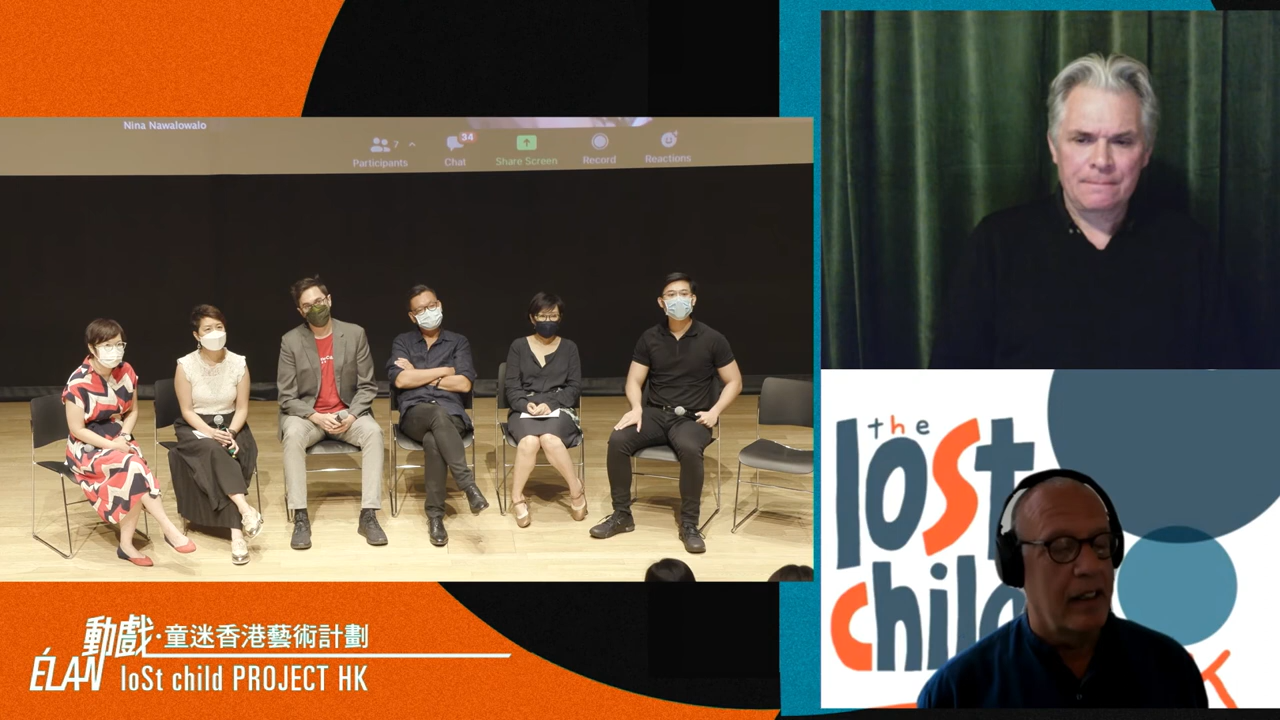 Nina Nawalowalo
7
34
Participants
Chat
Share Screen
Record
Reactions
the
loSt
chil
動戲·童迷香港藝術計劃
ÉLAN loSt child PROJECT HK